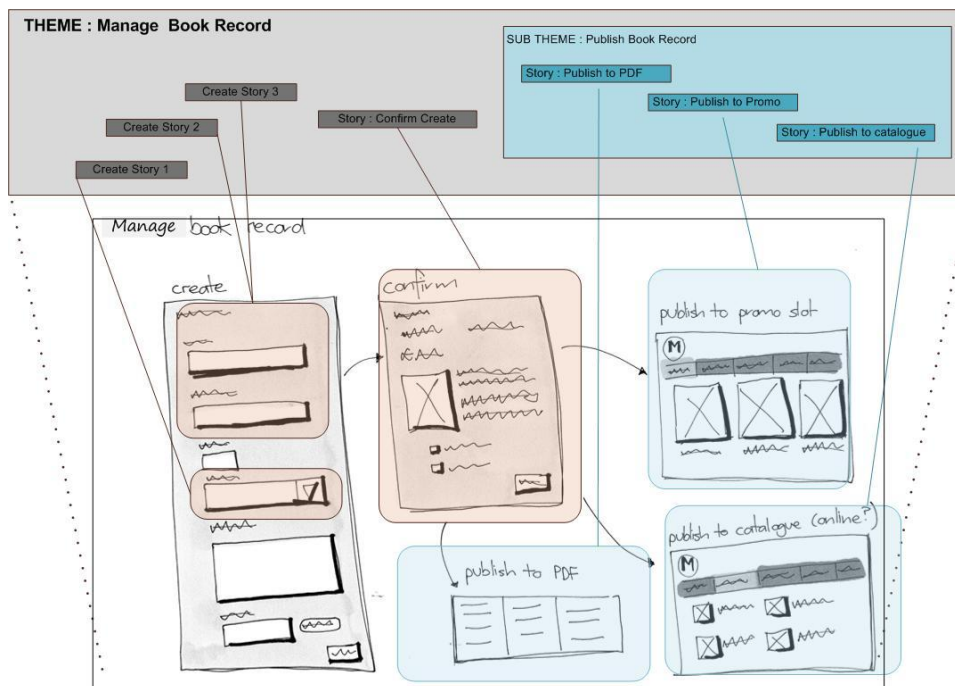 THEME : Manage Book Record
SUB THEME : Publish Book Record
Story : Publish to PDF
Create Story 3
Story : Publish to Promo
Story : Confirm Create
Create Story 2
Story : Publish to catalogue
Create Story 1
Manage book record
create
confirm
publish to promo slot
M
publish to catalogue (online?)
M
publish to PDF